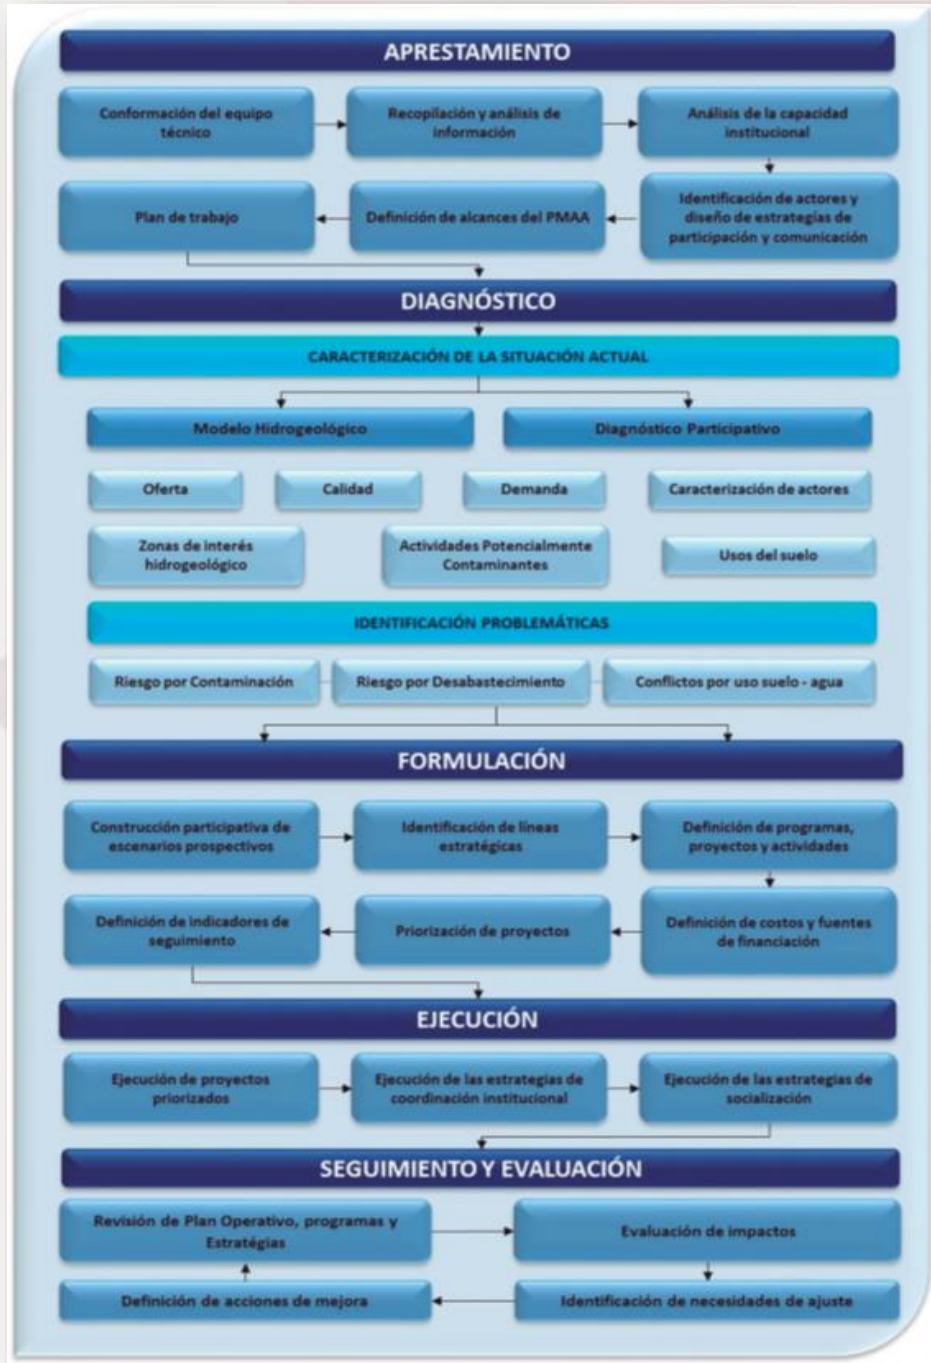 APRESTAMIENTO
Conformación del equipo
técnico
Recopilación y análisis de
información
Análisis de la capacidad
institucional
Plan de trabajo
Definición de alcances del PMAA
Identificación de actores y
diseño de estrategias de
participación y comunicación
DIAGNÓSTICO
CARACTERIZACIÓN DE LA SITUACIÓN ACTUAL
Modelo Hidrogeológico
Diagnóstico Participativo
Oferta
Calidad
Demanda
Caracterización de actores
Zonas de interés
hidrogeológico
Actividades Potencialmente
Contaminantes
Usos del suelo
IDENTIFICACIÓN PROBLEMÁTICAS
Riesgo por Contaminación
Riesgo por Desabastecimiento
Conflictos por uso suelo - agua
FORMULACIÓN
Construcción participativa de
escenarios prospectivos
Identificación de líneas
estratégicas
Definición de programas,
proyectos y actividades
Definición de indicadores de
seguimiento
Priorización de proyectos
Definición de costos y fuentes
de financiación
EJECUCIÓN
Ejecución de proyectos
priorizados
Ejecución de las estrategias de
coordinación institucional
Ejecución de las estrategias de
socialización
SEGUIMIENTO Y EVALUACIÓN
Revisión de Plan Operativo, programas y
Estratégias
Evaluación de impactos
Definición de acciones de mejora
Identificación de necesidades de ajuste